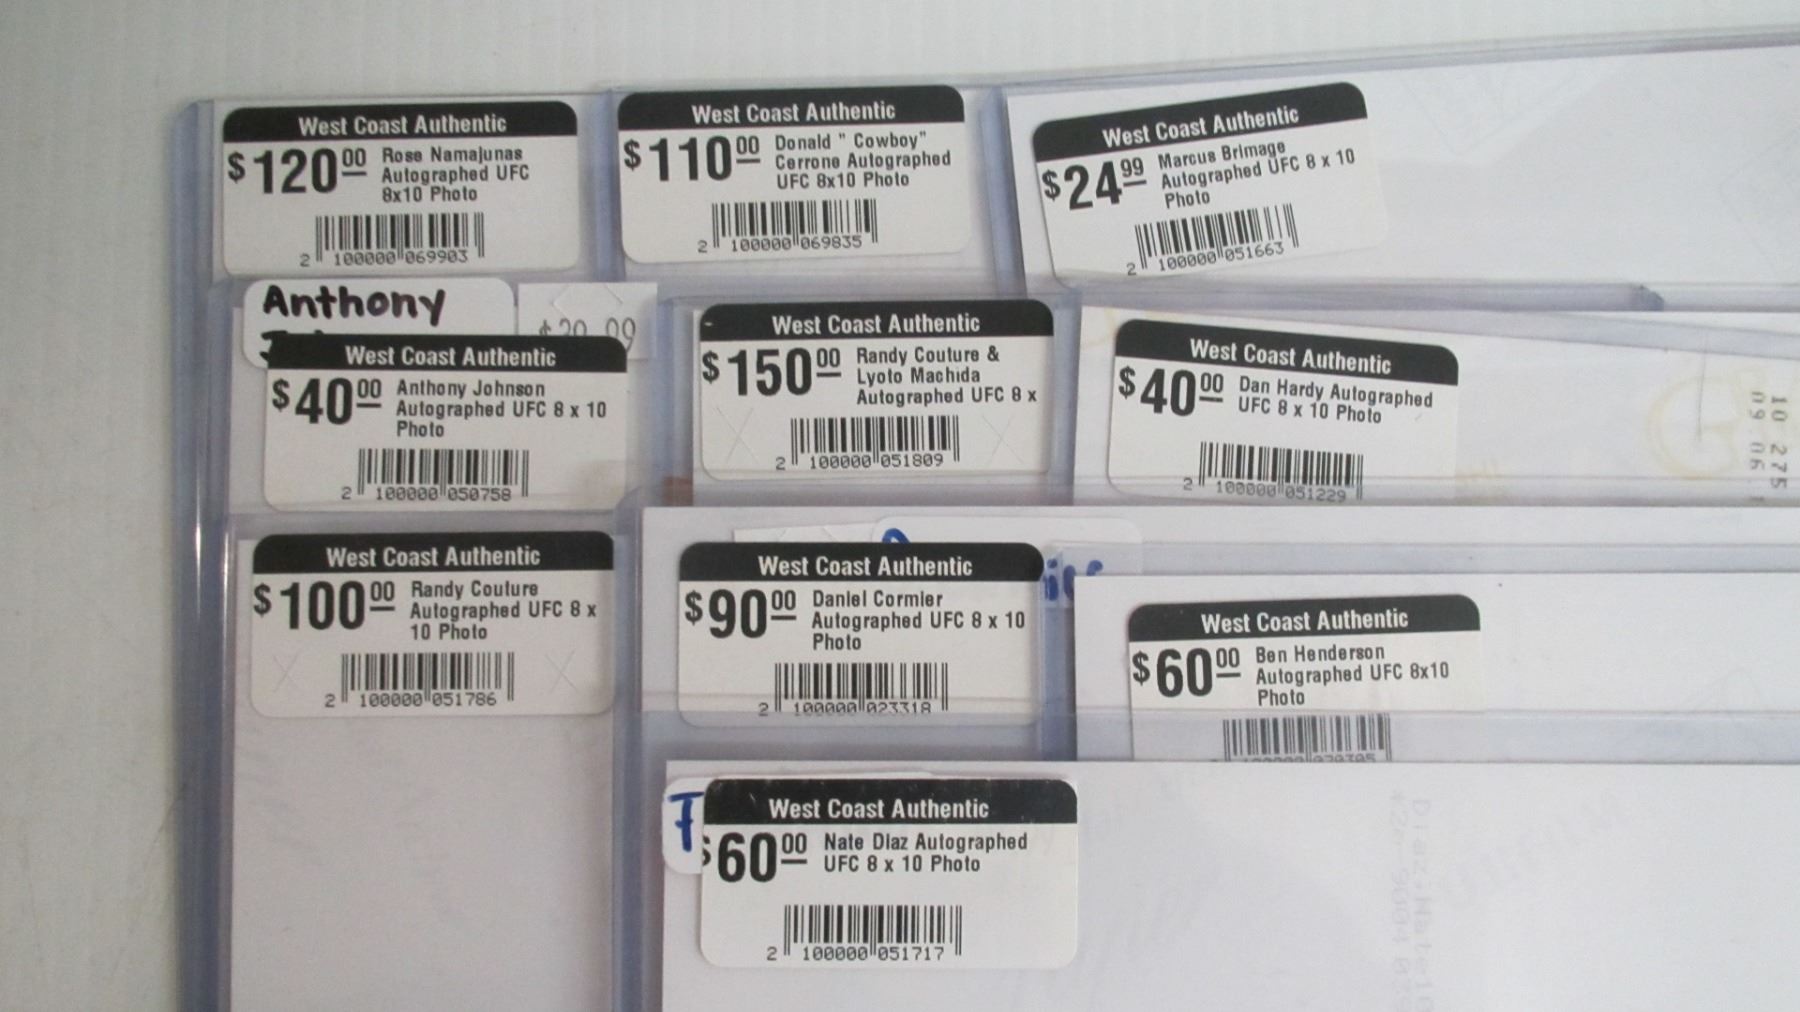 West Coast Authentic
$120.00 Rose Namajunas
Autographed UFC
8x10 Photo
2 100000 069903
West Coast Authentic
$110.00 Donald " Cowboy"
Cerrone Autographed
UFC 8x10 Photo
2 100000 069835
West Coast Authentic
$24.99 Marcus Brimage
Autographed UFC 8 x 10
Photo
2 100000 051663
Anthony
West Coast Authentic
$40.00 Anthony Johnson
Autographed UFC 8 x 10
Photo
2 100000 050758
West Coast Authentic
$150.00 Randy Couture &
Lyoto Machida
Autographed UFC 8 x
2 100000 051809
West Coast Authentic
$40.00 Dan Hardy Autographed
UFC 8 x 10 Photo
2 100000 051229
10 275
09 06
West Coast Authentic
$100.00 Randy Couture
Autographed UFC 8 x
10 Photo
2 100000 051786
West Coast Authentic
$90.00 Daniel Cormier
Autographed UFC 8 x 10
Photo
2 100000 023318
West Coast Authentic
$60.00 Ben Henderson
Autographed UFC 8x10
Photo
West Coast Authentic
$60.00 Nate Diaz Autographed
UFC 8 x 10 Photo
2 100000 051717